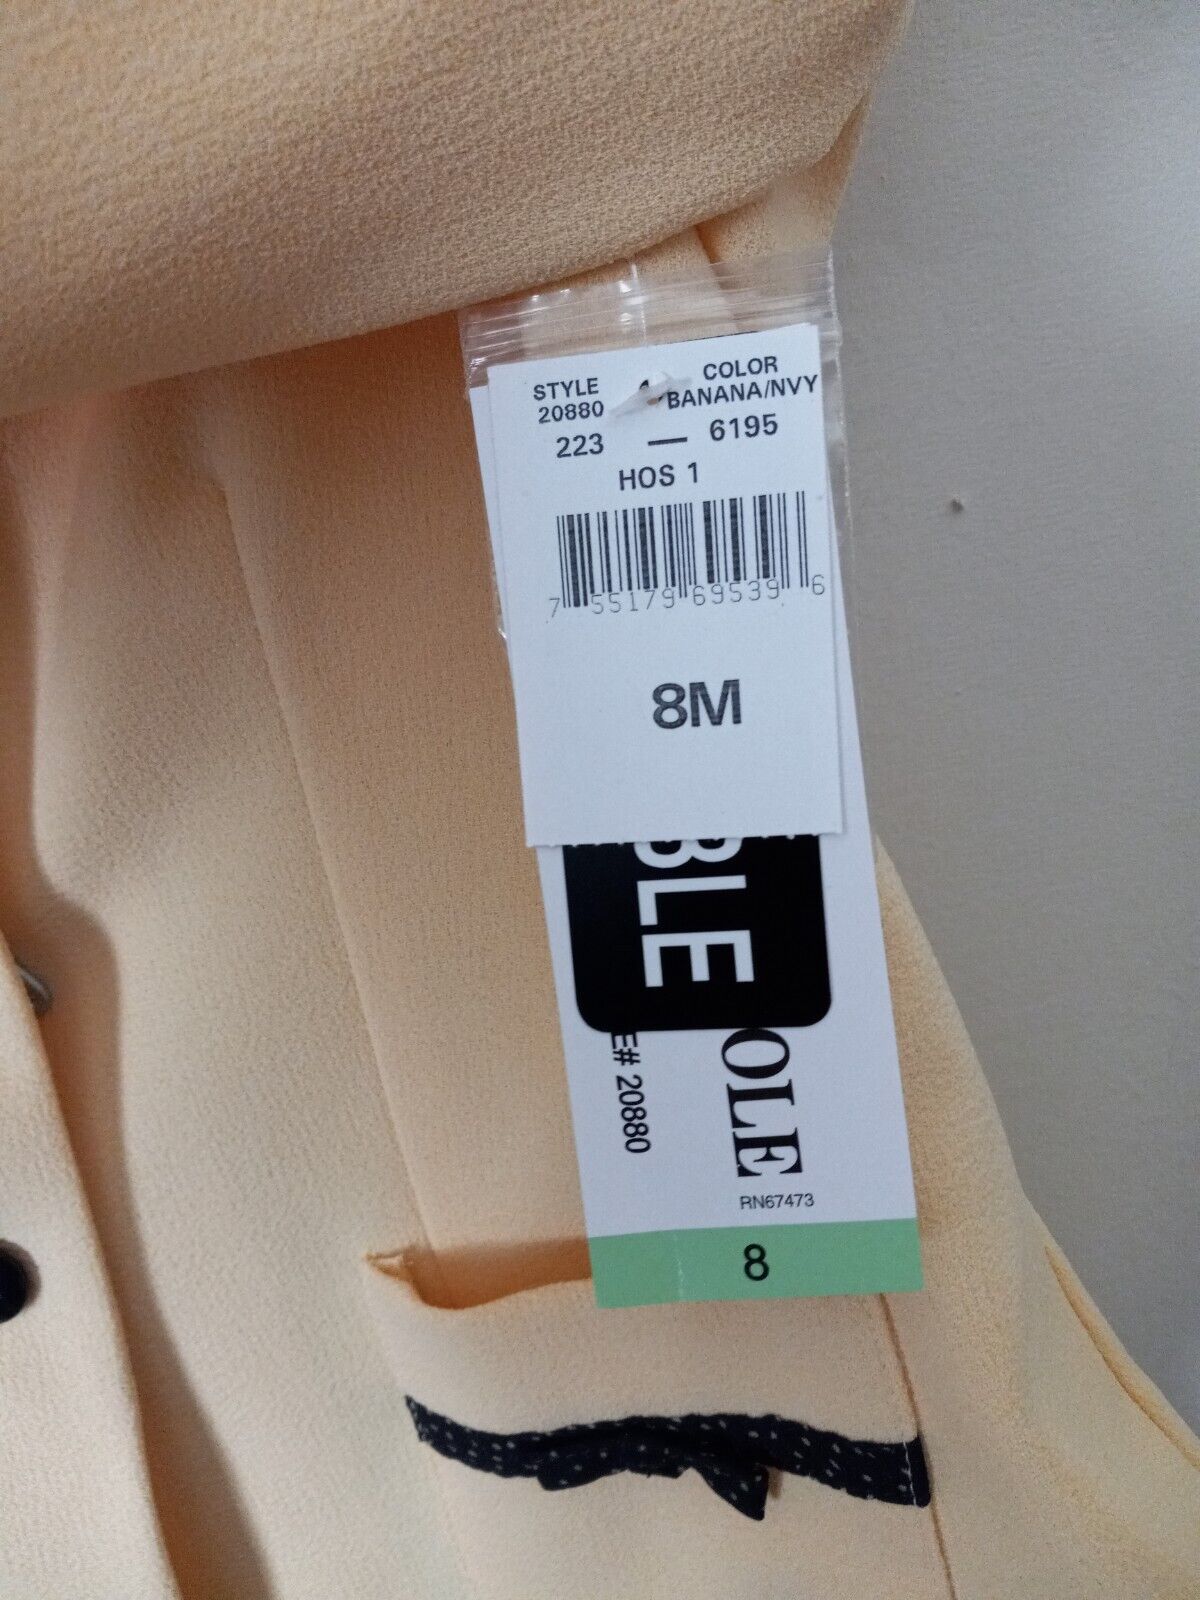 STYLE COLOR
20880 BANANA/NVY
223 — 6195
HOS 1
7 55179 69539 6
8M
BLE
E# 20880
OLE
RN67473
8